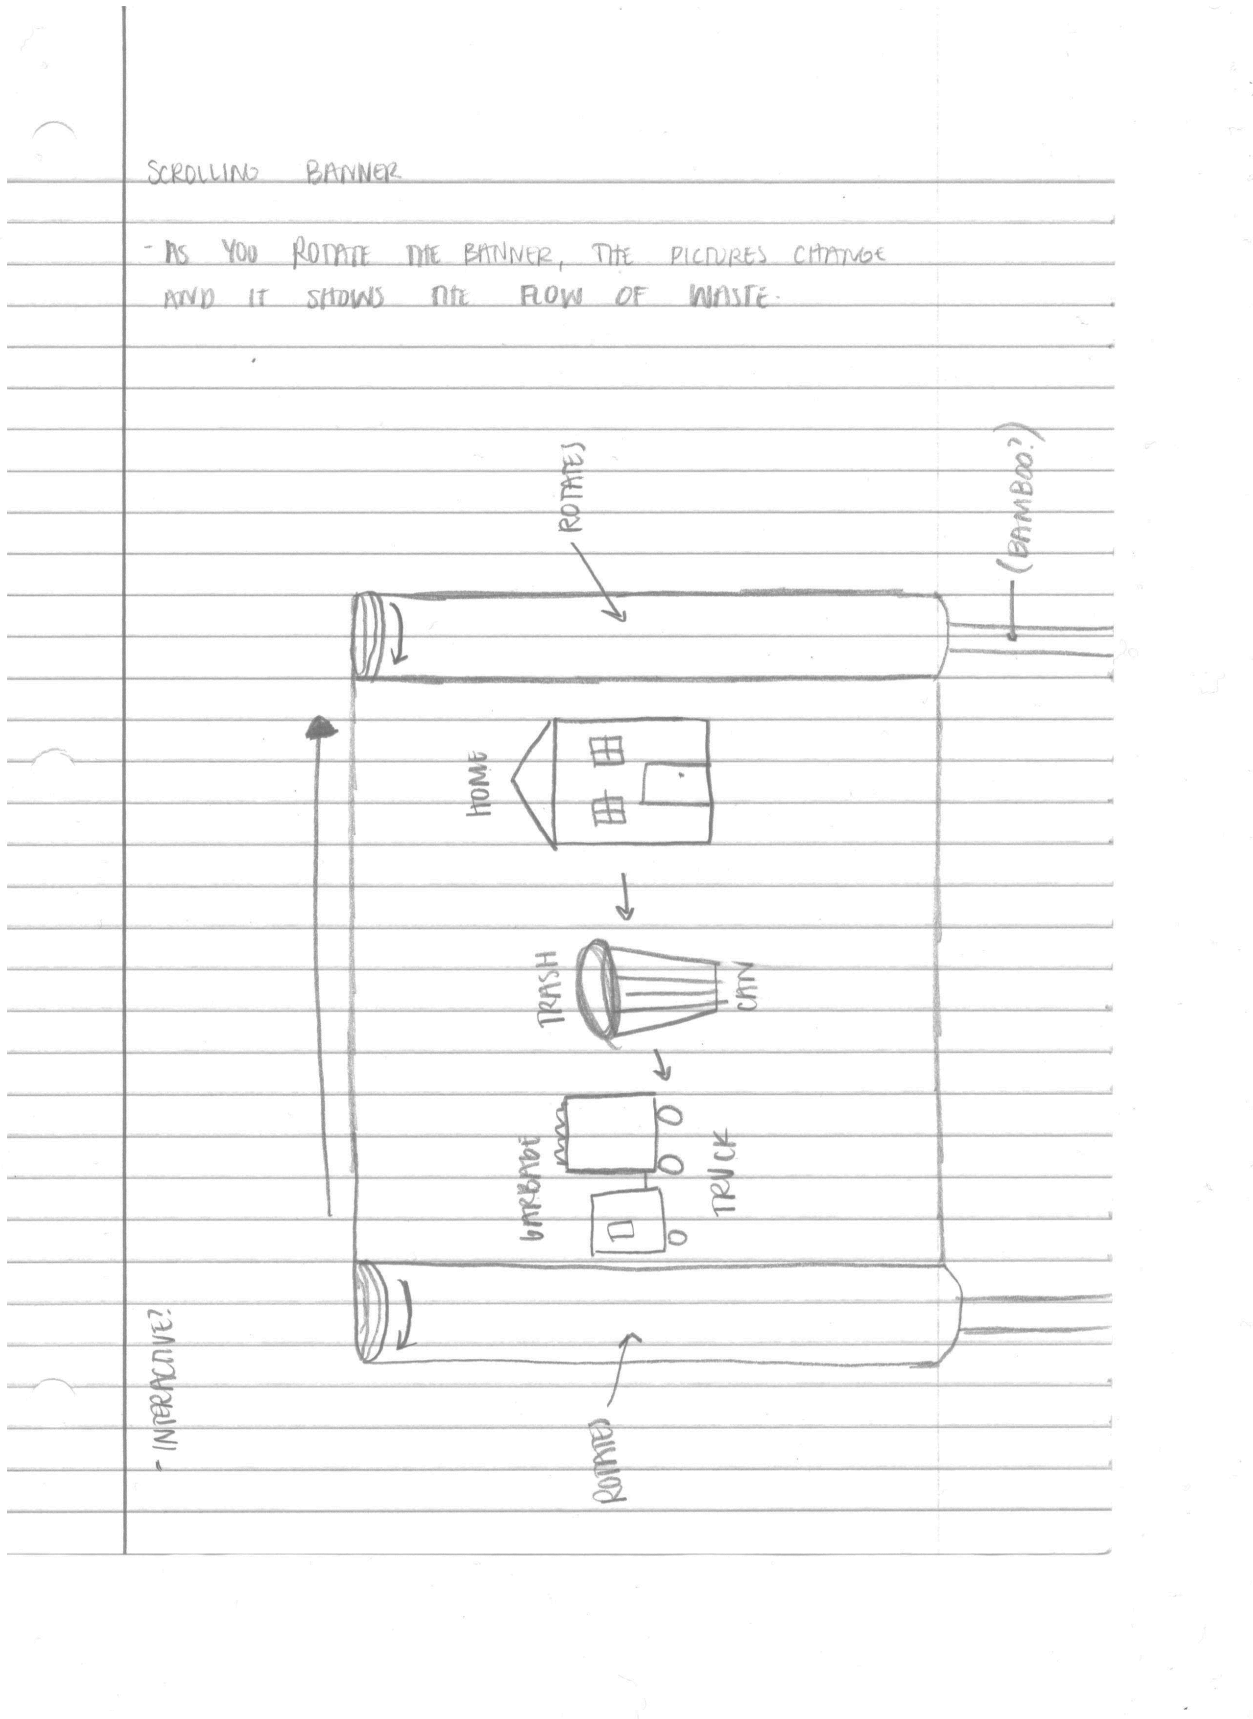 SCROLLING BANNER
- AS YOU ROTATE THE BANNER, THE PICTURES CHANGE
AND IT SHOWS THE FLOW OF WASTE.
- INTERACTIVE?
ROTATES
GARBAGE
TRUCK
TRASH
CAN
HOME
ROTATES
(BAMBOO?)